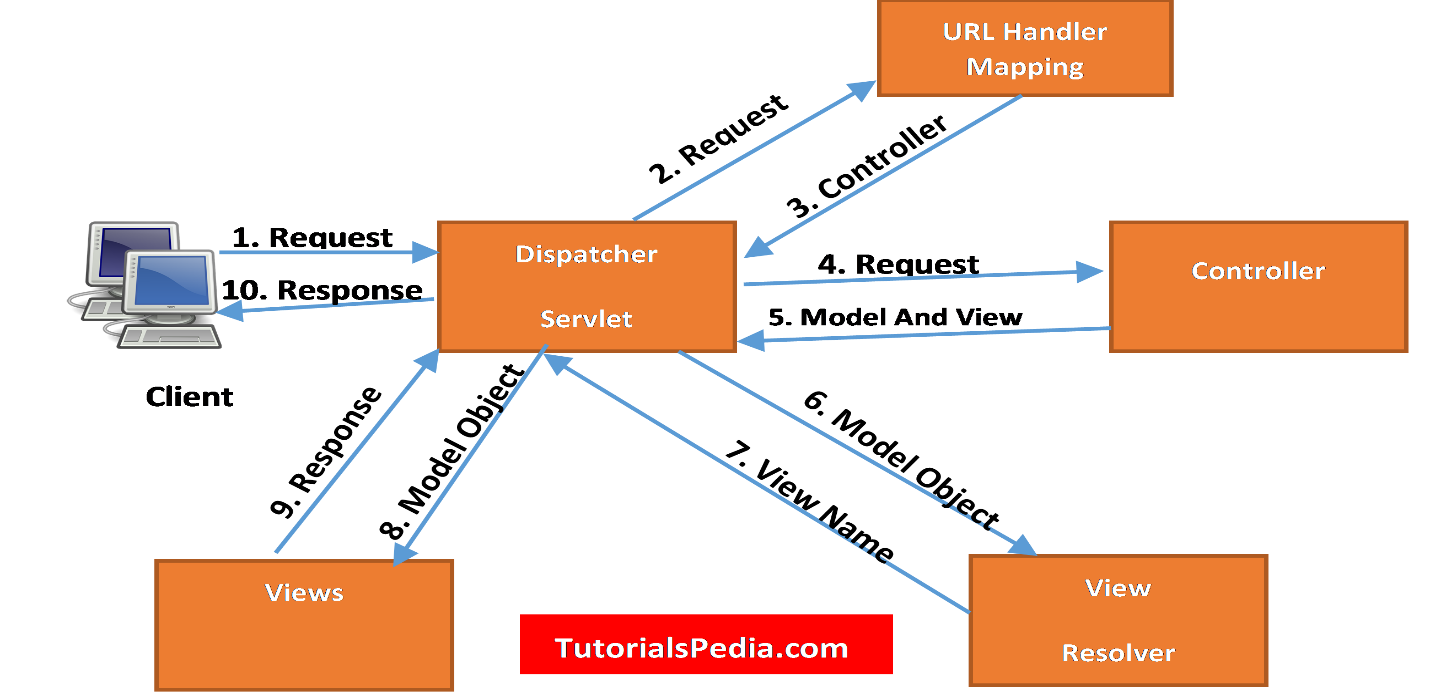 URL Handler
Mapping
2. Request
3. Controller
1. Request
10. Response
Dispatcher
Servlet
4. Request
5. Model And View
Controller
Client
9. Response
8. Model Object
7. View Name
6. Model Object
Views
TutorialsPedia.com
View
Resolver